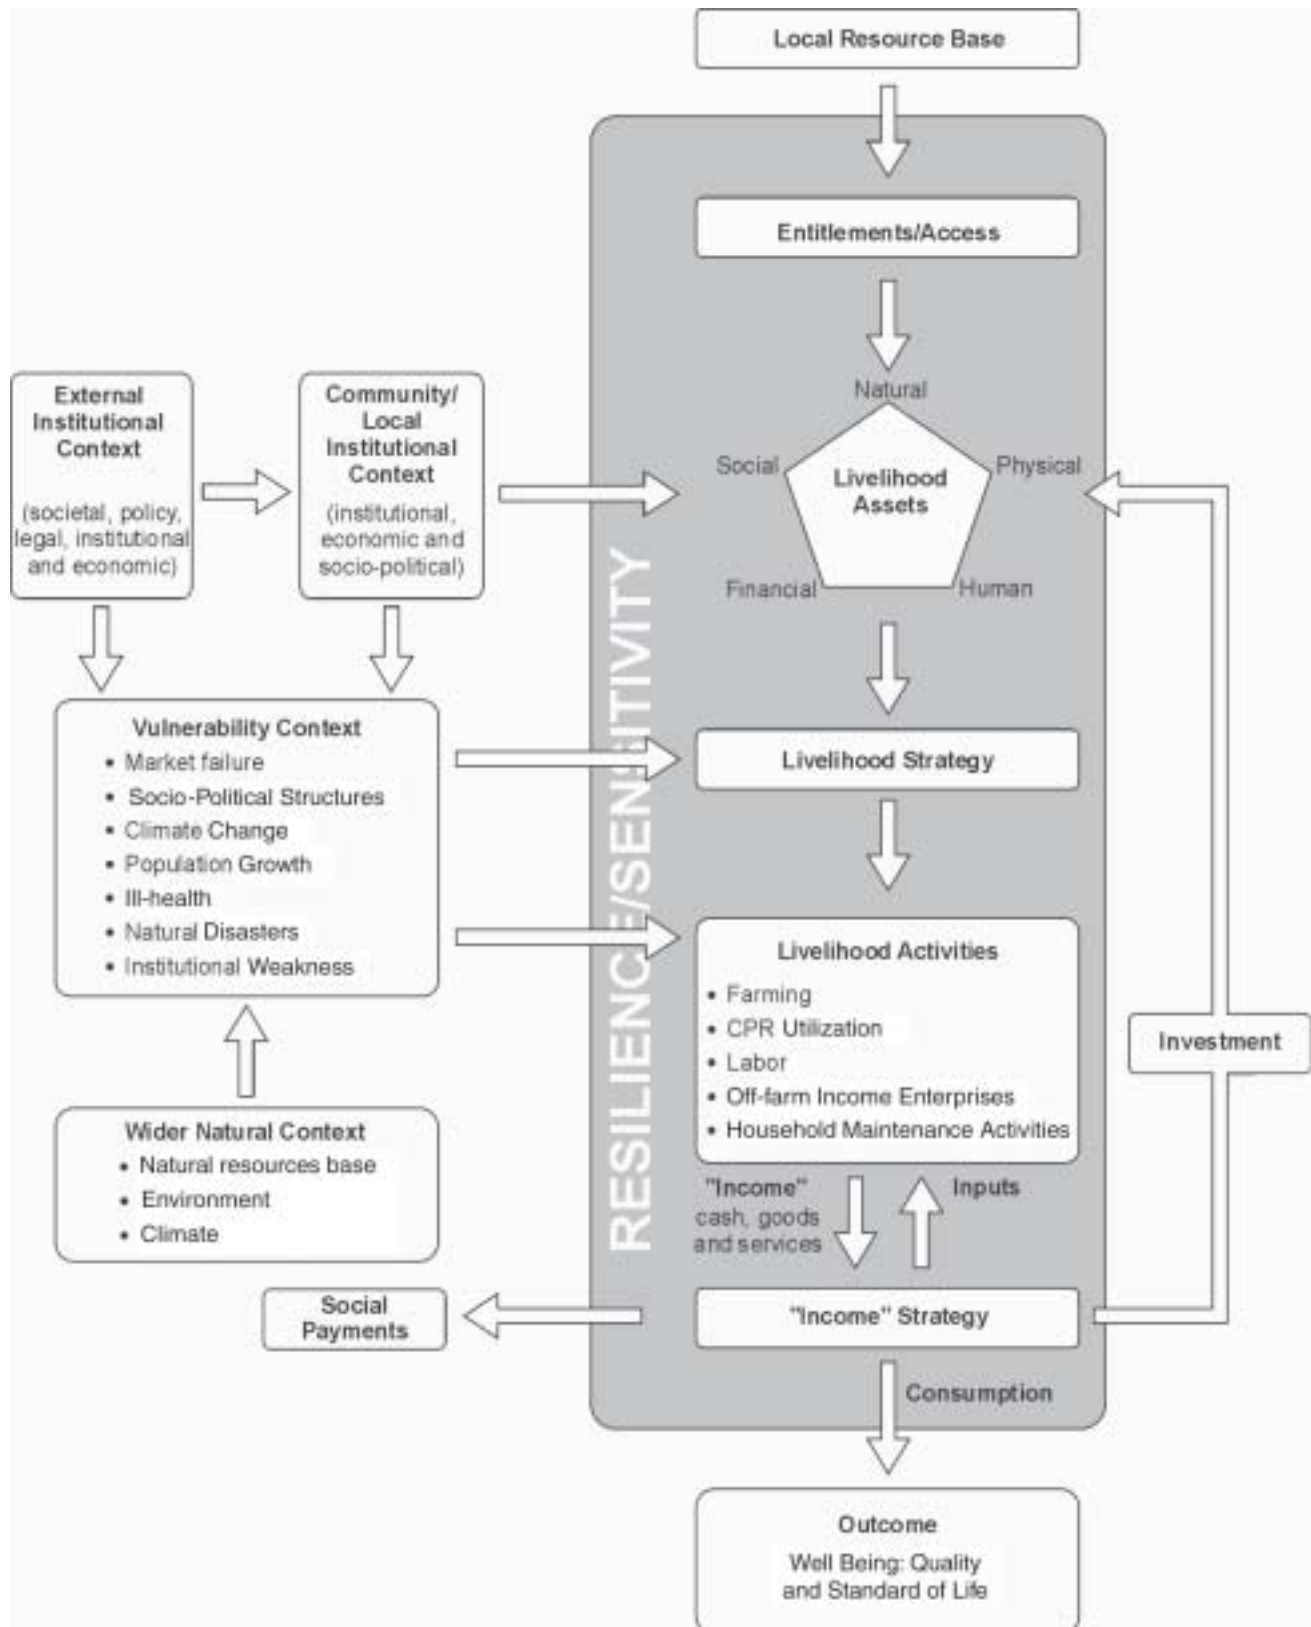 Local Resource Base
Entitlements/Access
Natural
Social
Physical
Livelihood
Assets
Financial
Human
External
Institutional
Context
(societal, policy,
legal, institutional
and economic)
Community/
Local
Institutional
Context
(institutional,
economic and
socio-political)
RESILIENCE/SENSITIVITY
Vulnerability Context
• Market failure
• Socio-Political Structures
• Climate Change
• Population Growth
• Ill-health
• Natural Disasters
• Institutional Weakness
Livelihood Strategy
Livelihood Activities
• Farming
• CPR Utilization
• Labor
• Off-farm Income Enterprises
• Household Maintenance Activities
Investment
Wider Natural Context
• Natural resources base
• Environment
• Climate
"Income"
cash, goods
and services
Inputs
Social
Payments
"Income" Strategy
Consumption
Outcome
Well Being: Quality
and Standard of Life